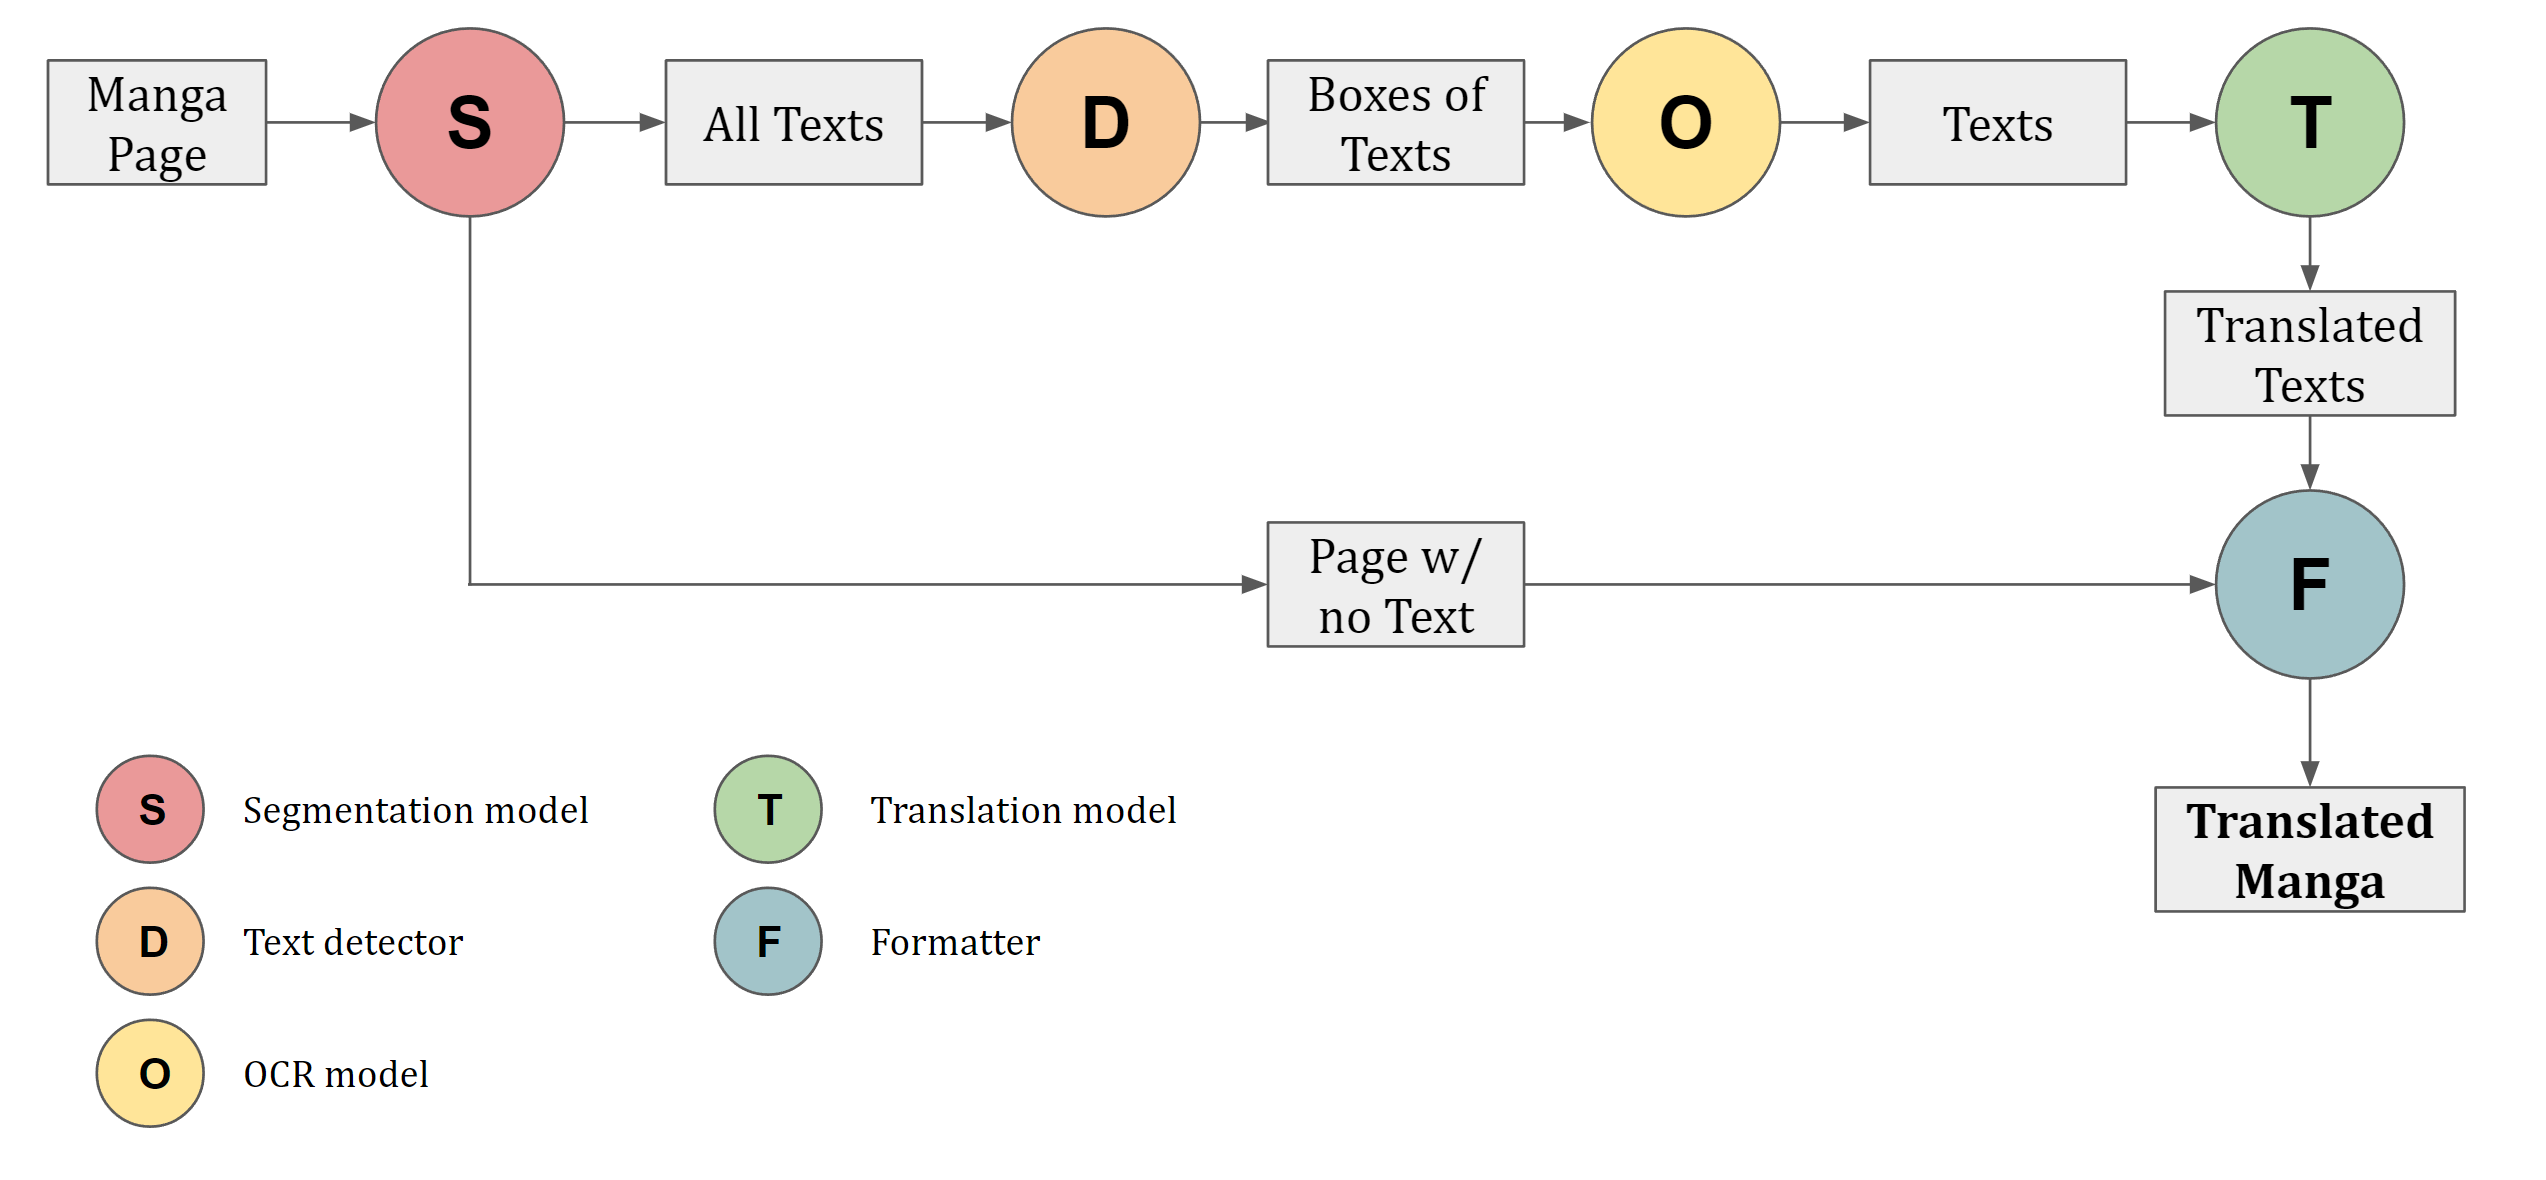 Manga
Page
S
All Texts
D
Boxes of
Texts
O
Texts
T
Translated
Texts
Page w/
no Text
F
Translated
Manga
S Segmentation model
D Text detector
O OCR model
T Translation model
F Formatter